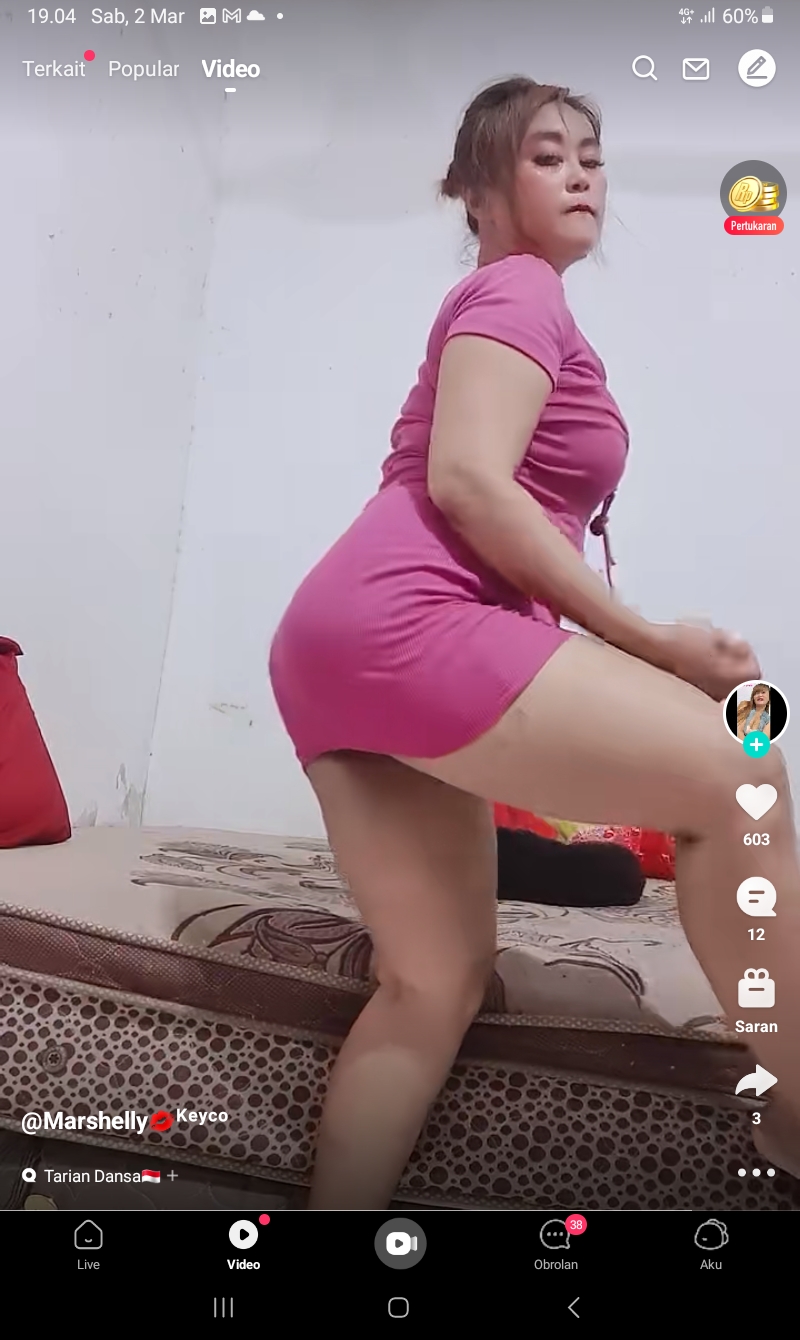 19.04 Sab, 2 Mar
4G+ 60%
Terkait Popular Video
Rp
Pertukaran
603
12
Saran
3
@Marshelly💋Keyco
Tarian Dansa🇮🇩 +
38
Live Video Obrolan Aku